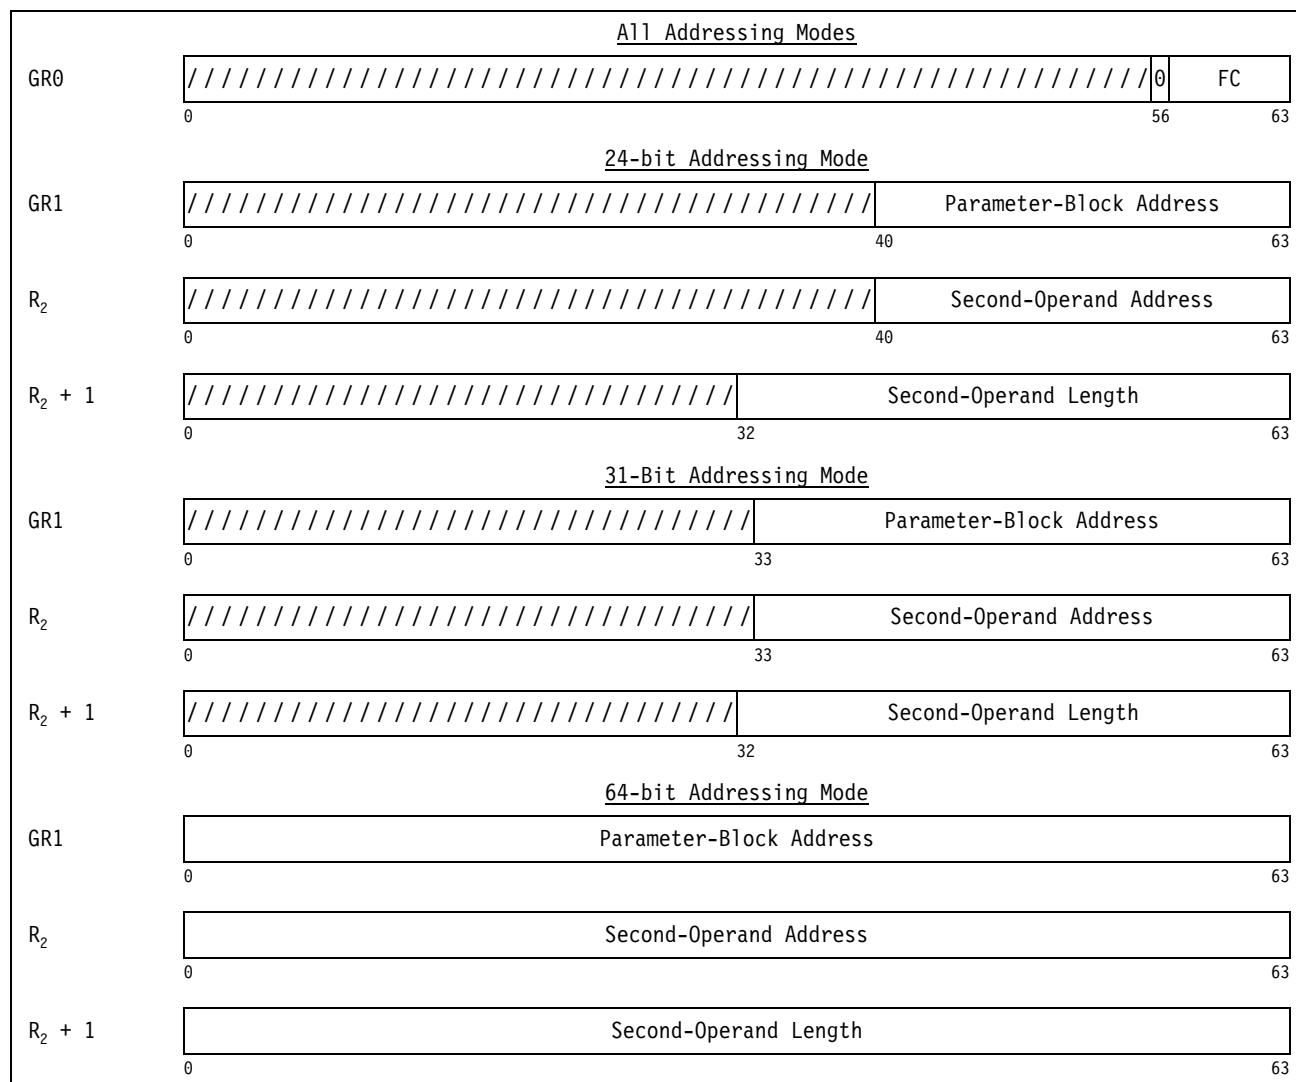 All Addressing Modes
GR0 //////////////////////////////////////////////////////// 0 FC
0 56 63
24-bit Addressing Mode
GR1 //////////////////////////////////////// Parameter-Block Address
0 40 63
R₂ //////////////////////////////////////// Second-Operand Address
0 40 63
R₂ + 1 //////////////////////////////// Second-Operand Length
0 32 63
31-Bit Addressing Mode
GR1 ///////////////////////////////// Parameter-Block Address
0 33 63
R₂ ///////////////////////////////// Second-Operand Address
0 33 63
R₂ + 1 //////////////////////////////// Second-Operand Length
0 32 63
64-bit Addressing Mode
GR1 Parameter-Block Address
0 63
R₂ Second-Operand Address
0 63
R₂ + 1 Second-Operand Length
0 63